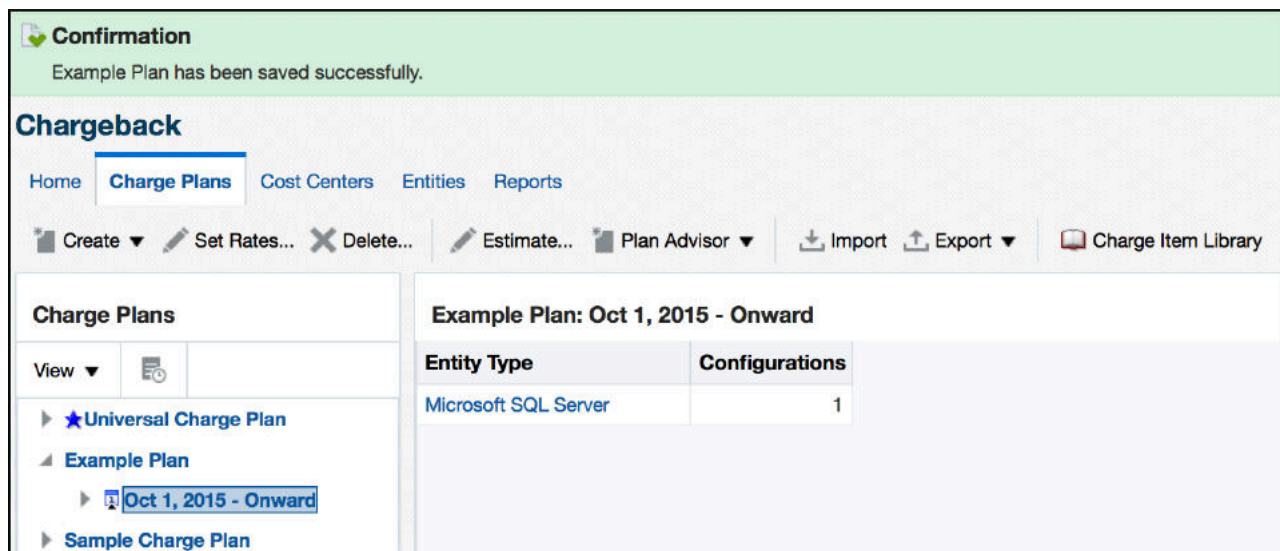 Confirmation
Example Plan has been saved successfully.
Chargeback
Home Charge Plans Cost Centers Entities Reports
Create Set Rates... Delete... Estimate... Plan Advisor Import Export Charge Item Library
Charge Plans
View
Universal Charge Plan
Example Plan
Oct 1, 2015 - Onward
Sample Charge Plan
Example Plan: Oct 1, 2015 - Onward
Entity Type Configurations
Microsoft SQL Server 1